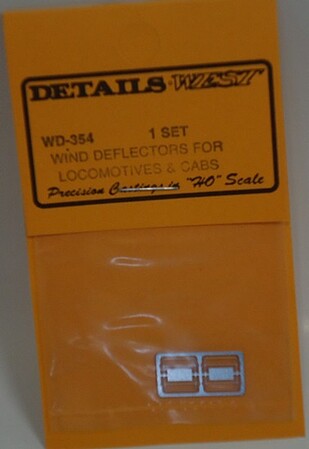 DETAILS WEST
WD-354 1 SET
WIND DEFLECTORS FOR
LOCOMOTIVES & CABS
Precision Castings in "HO" Scale